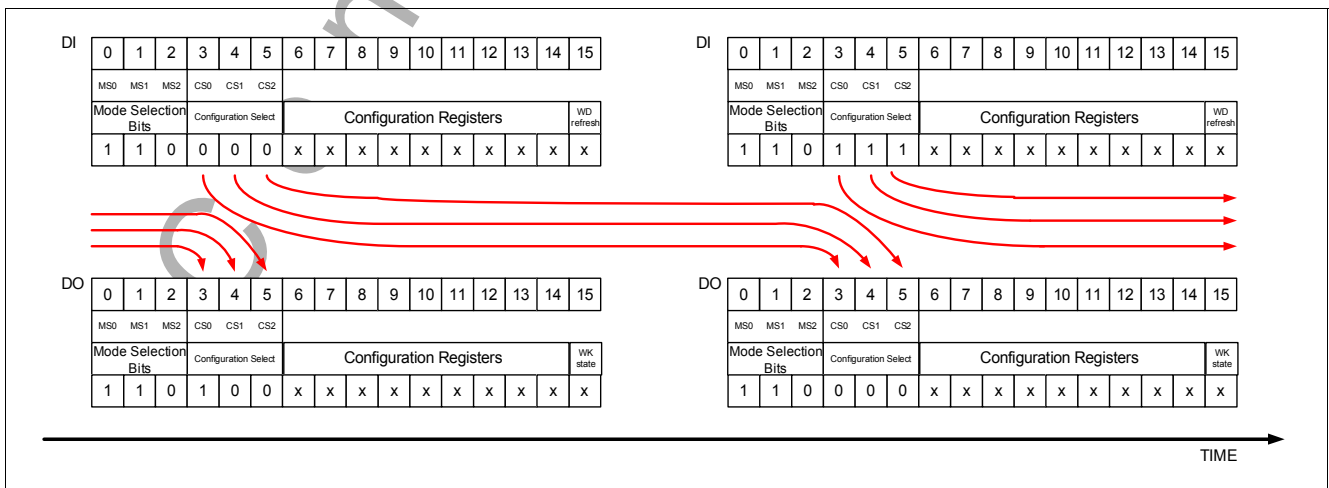 DI 0 1 2 3 4 5 6 7 8 9 10 11 12 13 14 15
MS0 MS1 MS2 CS0 CS1 CS2
Mode Selection Bits Configuration Select Configuration Registers WD refresh
1 1 0 0 0 0 x x x x x x x x x x
DI 0 1 2 3 4 5 6 7 8 9 10 11 12 13 14 15
MS0 MS1 MS2 CS0 CS1 CS2
Mode Selection Bits Configuration Select Configuration Registers WD refresh
1 1 0 1 1 1 x x x x x x x x x x
DO 0 1 2 3 4 5 6 7 8 9 10 11 12 13 14 15
MS0 MS1 MS2 CS0 CS1 CS2
Mode Selection Bits Configuration Select Configuration Registers WK state
1 1 0 1 0 0 x x x x x x x x x x
DO 0 1 2 3 4 5 6 7 8 9 10 11 12 13 14 15
MS0 MS1 MS2 CS0 CS1 CS2
Mode Selection Bits Configuration Select Configuration Registers WK state
1 1 0 0 0 0 x x x x x x x x x x
TIME